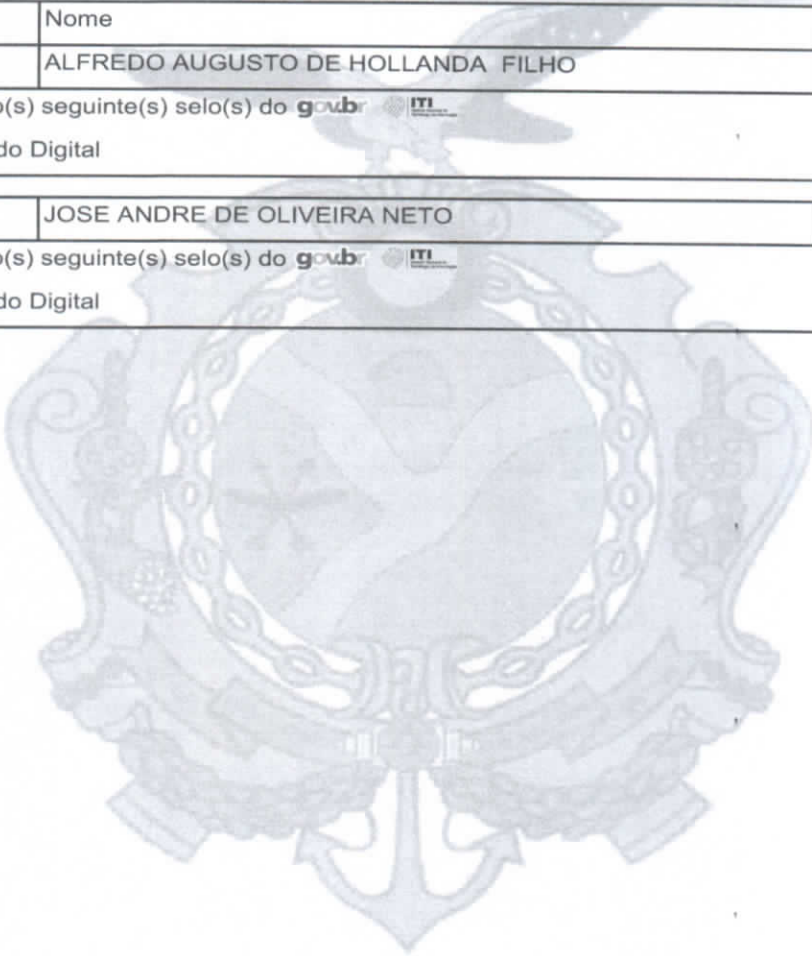 Nome
ALFREDO AUGUSTO DE HOLLANDA FILHO
o(s) seguinte(s) selo(s) do gov.br ITI
do Digital
JOSE ANDRE DE OLIVEIRA NETO
o(s) seguinte(s) selo(s) do gov.br ITI
do Digital